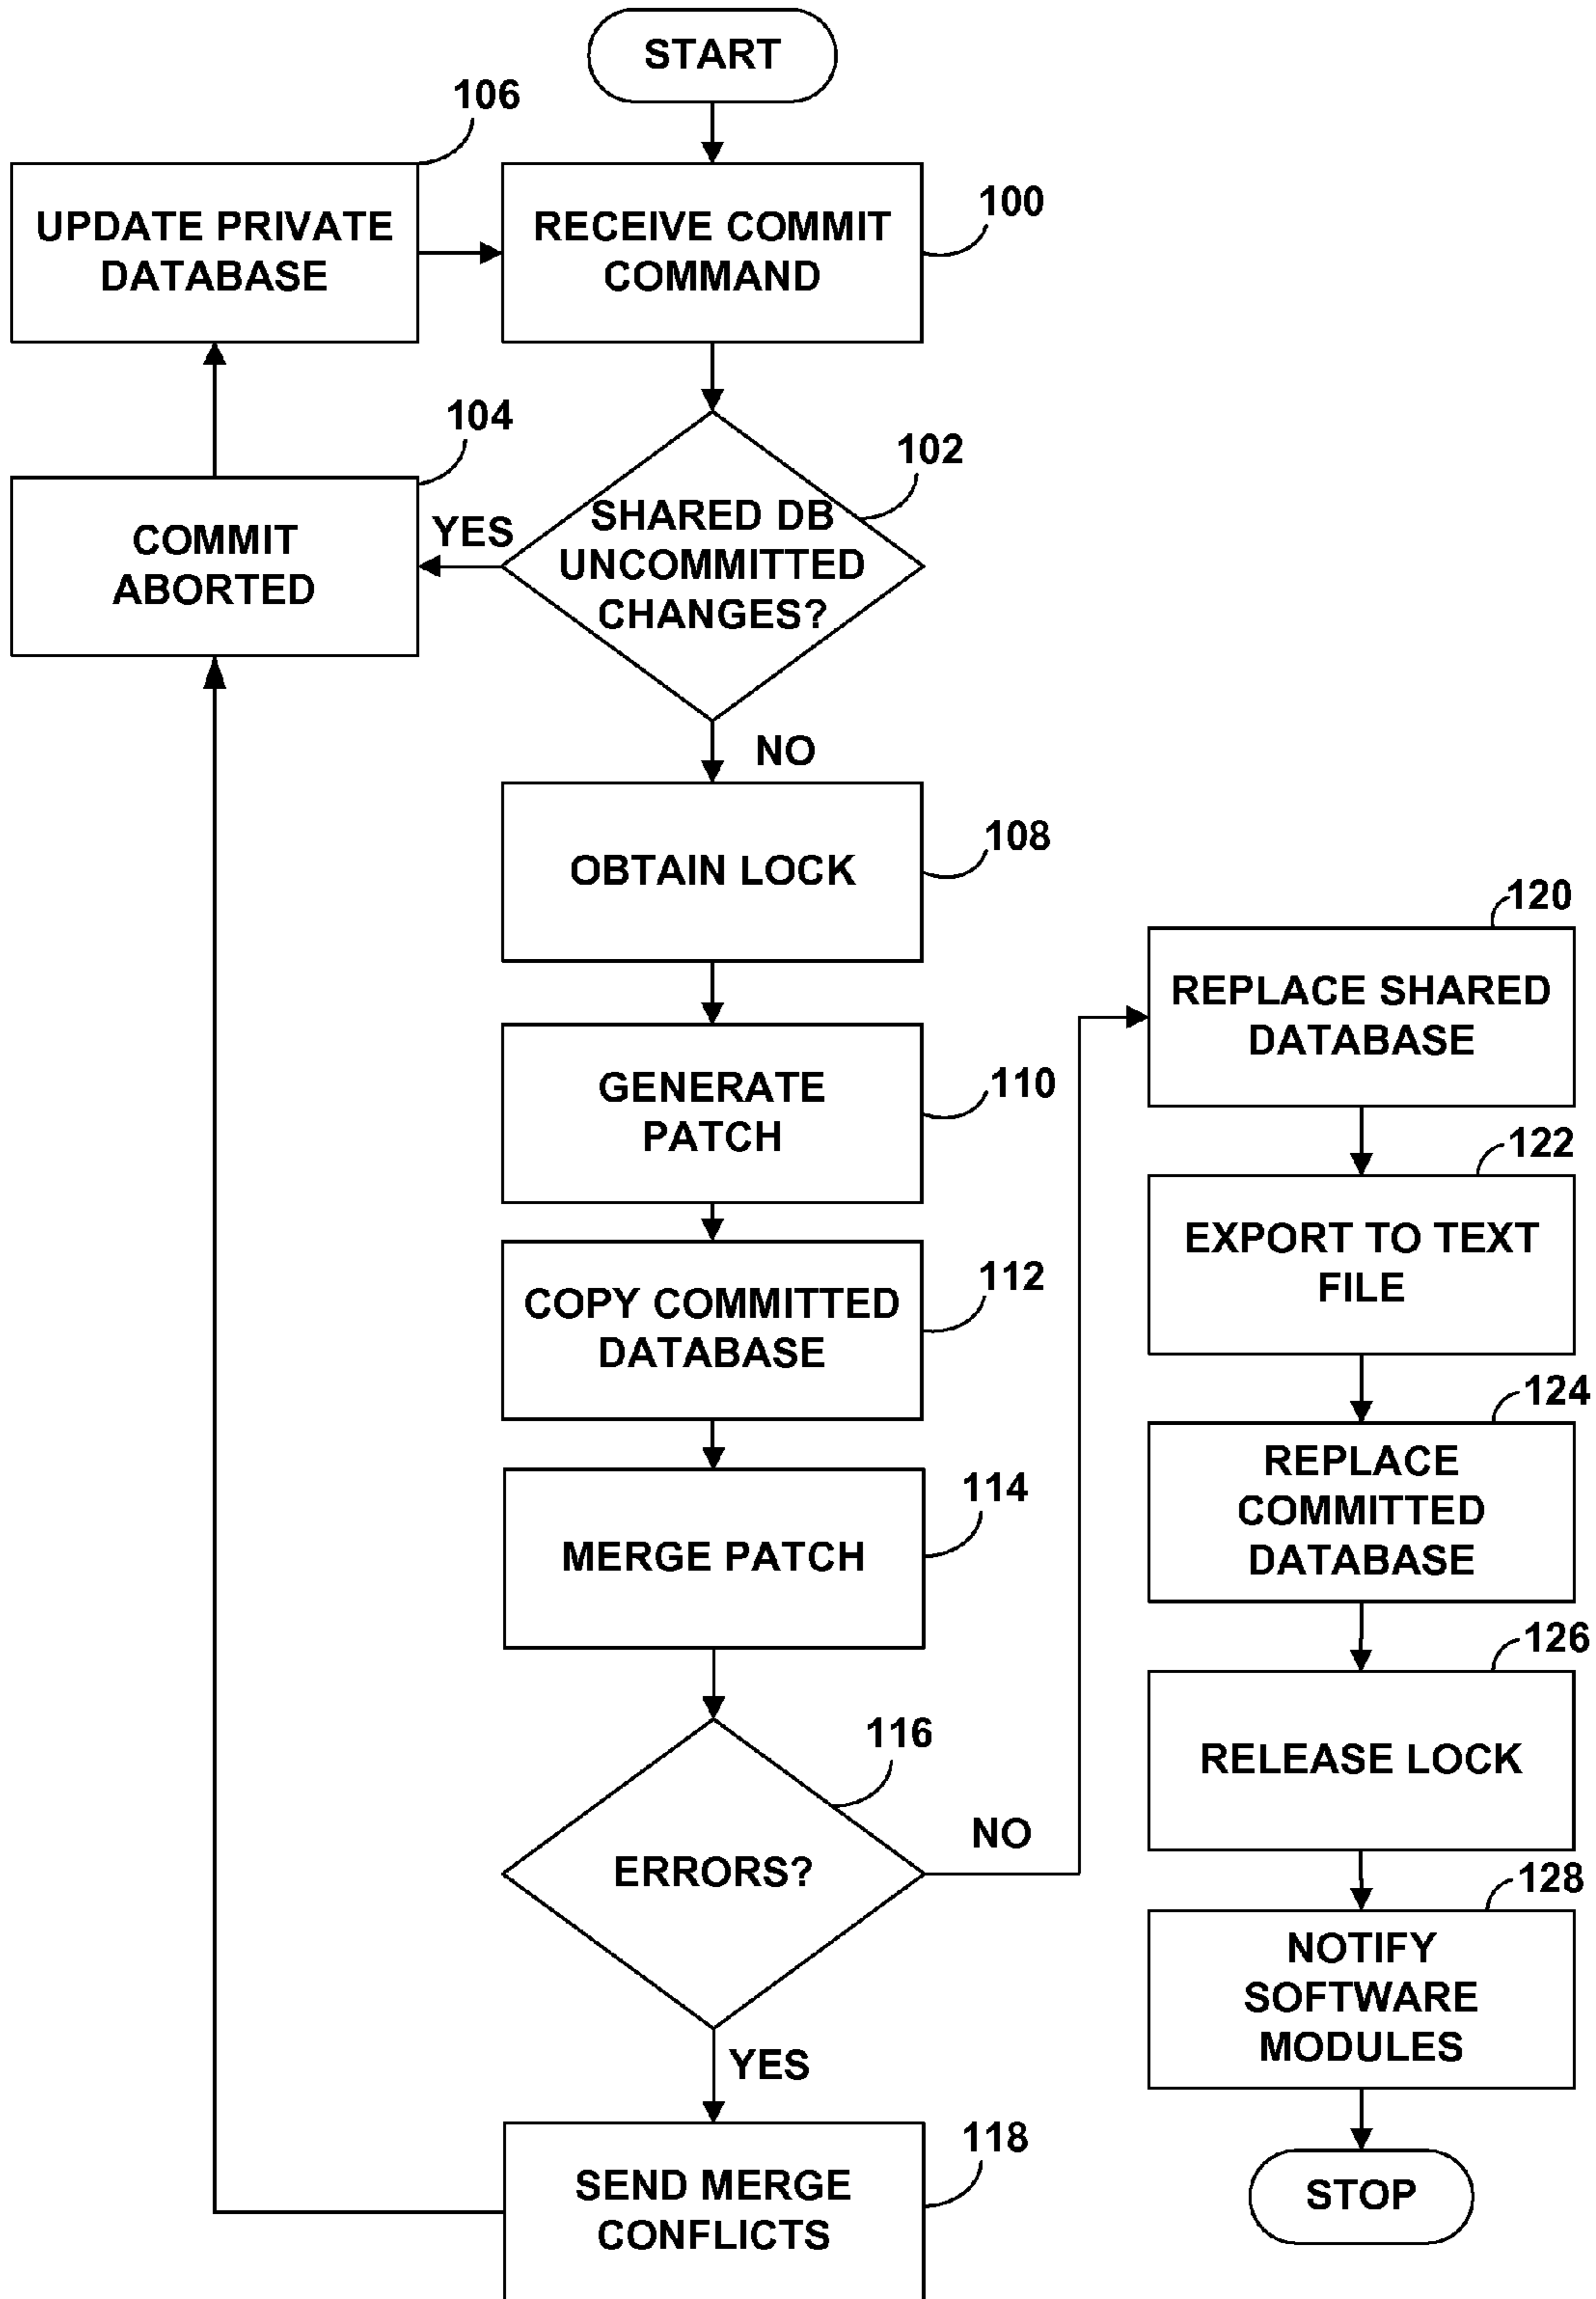 START
106
UPDATE PRIVATE
DATABASE
RECEIVE COMMIT
COMMAND
100
104
COMMIT
ABORTED
YES
102
SHARED DB
UNCOMMITTED
CHANGES?
NO
OBTAIN LOCK
108
GENERATE
PATCH
110
COPY COMMITTED
DATABASE
112
MERGE PATCH
114
116
ERRORS?
NO
YES
SEND MERGE
CONFLICTS
118
120
REPLACE SHARED
DATABASE
122
EXPORT TO TEXT
FILE
124
REPLACE
COMMITTED
DATABASE
126
RELEASE LOCK
128
NOTIFY
SOFTWARE
MODULES
STOP